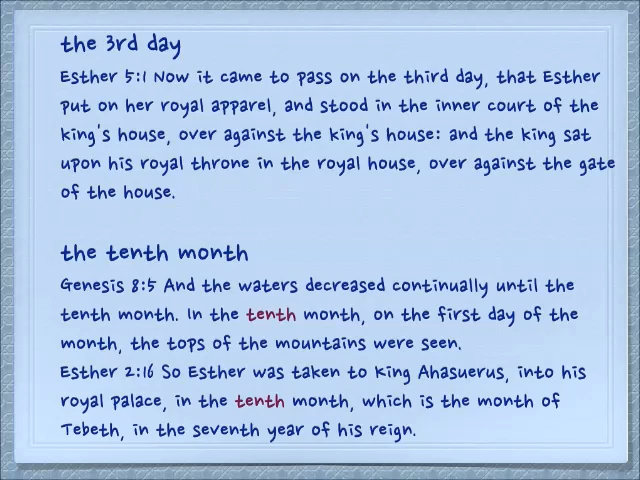 the 3rd day
Esther 5:1 Now it came to pass on the third day, that Esther
put on her royal apparel, and stood in the inner court of the
king's house, over against the king's house: and the king sat
upon his royal throne in the royal house, over against the gate
of the house.
the tenth month
Genesis 8:5 And the waters decreased continually until the
tenth month. In the tenth month, on the first day of the
month, the tops of the mountains were seen.
Esther 2:16 So Esther was taken to King Ahasuerus, into his
royal palace, in the tenth month, which is the month of
Tebeth, in the seventh year of his reign.